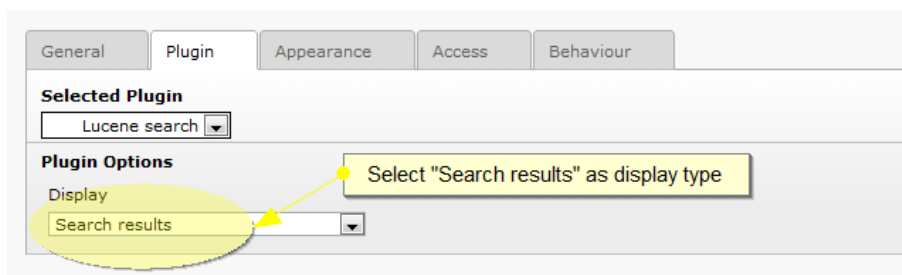 General Plugin Appearance Access Behaviour
Selected Plugin
Lucene search
Plugin Options
Select "Search results" as display type
Display
Search results